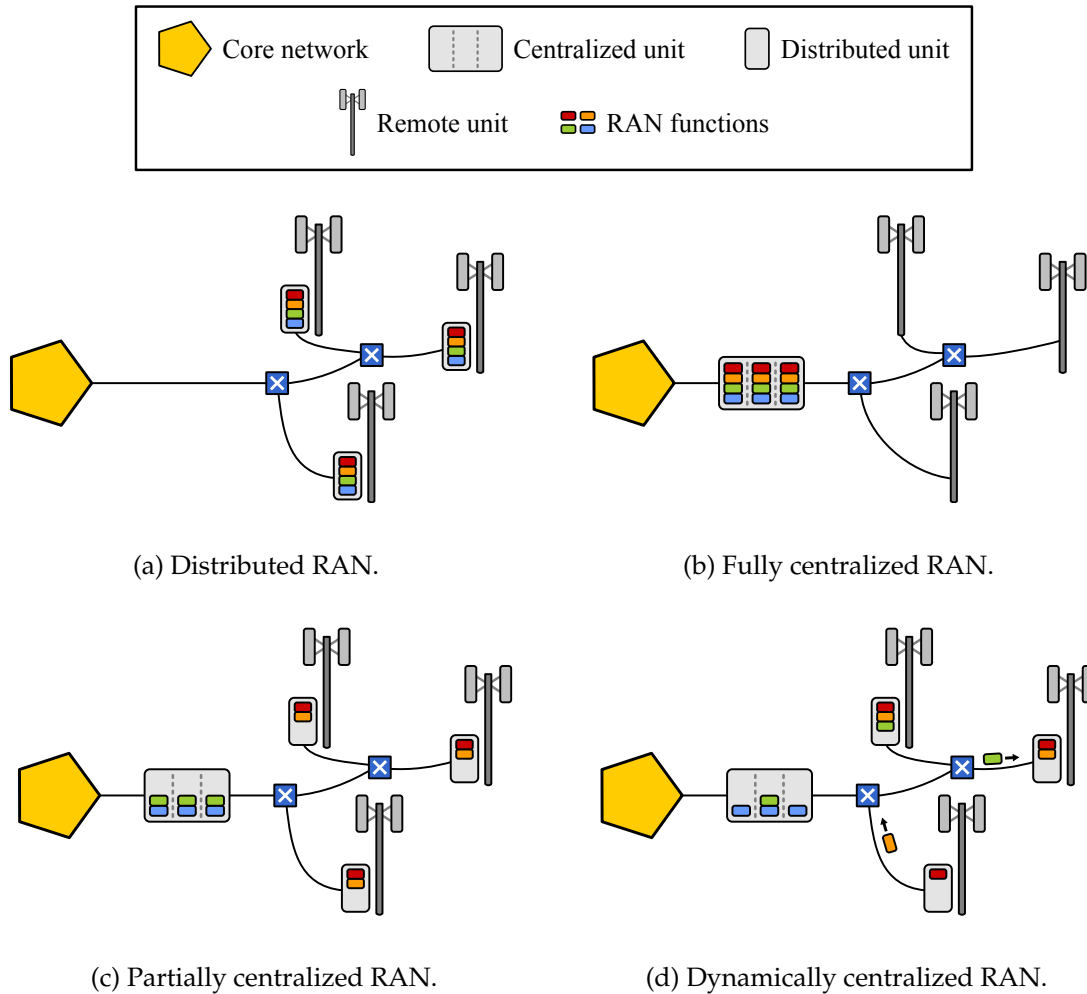 Core network
Centralized unit
Distributed unit
Remote unit
RAN functions
(a) Distributed RAN.
(b) Fully centralized RAN.
(c) Partially centralized RAN.
(d) Dynamically centralized RAN.